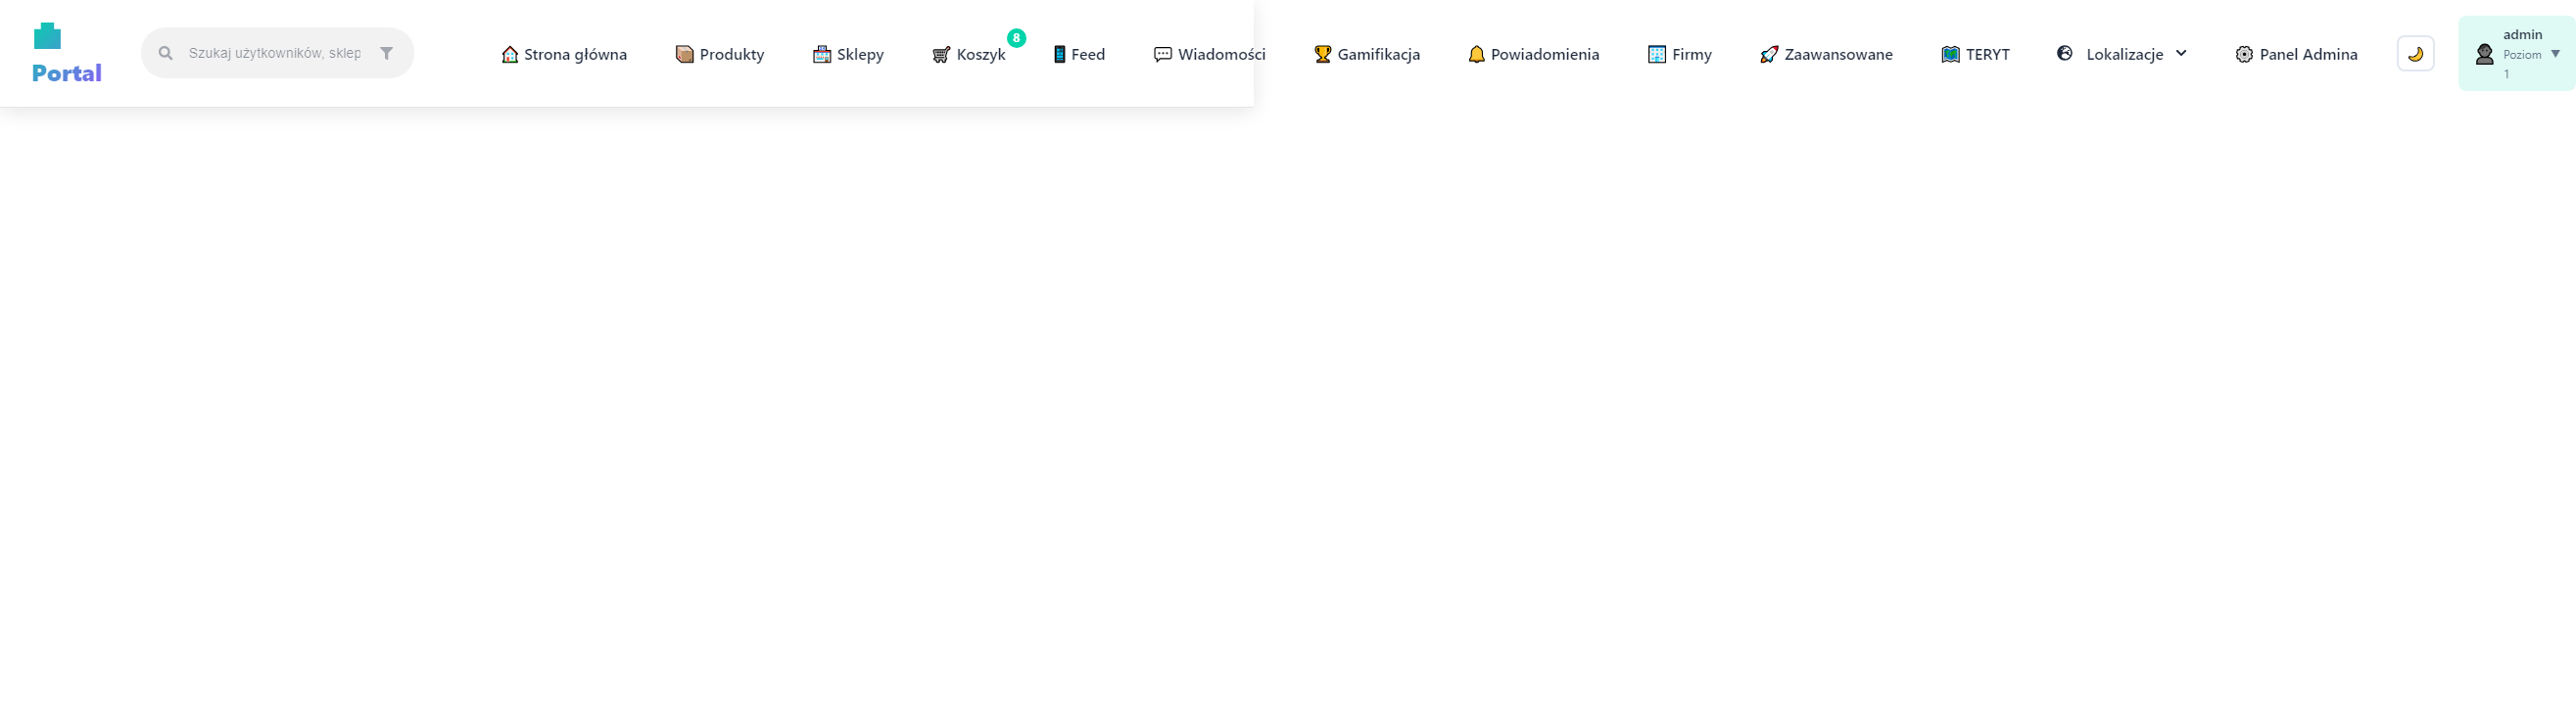 Portal
Szukaj użytkowników, sklep
Strona główna
Produkty
Sklepy
Koszyk
8
Feed
Wiadomości
Gamifikacja
Powiadomienia
Firmy
Zaawansowane
TERYT
Lokalizacje
Panel Admina
admin
Poziom
1